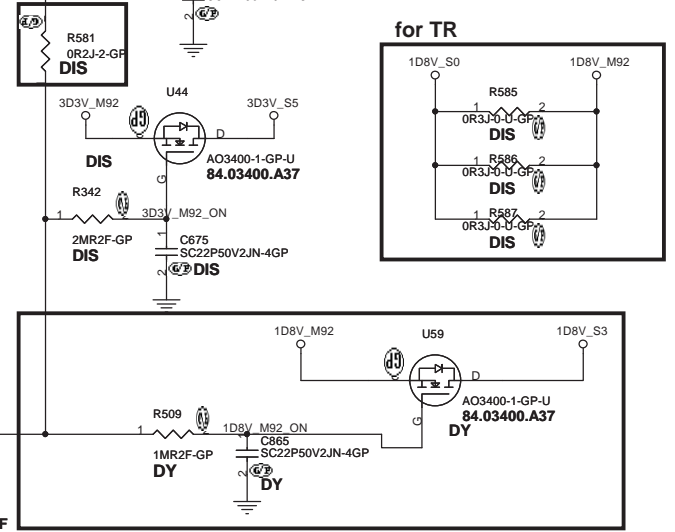 2
G/P
for TR
R581
0R2J-2-GP
DIS
1D8V_S0
1D8V_M92
U44
3D3V_M92
3D3V_S5
GP
D
G
AO3400-1-GP-U
84.03400.A37
DIS
R585
1
2
0R3J-0-U-GP
DIS
R586
1
2
0R3J-0-U-GP
DIS
R587
1
2
0R3J-0-U-GP
DIS
R342
1
3D3V_M92_ON
2MR2F-GP
DIS
1
C675
SC22P50V2JN-4GP
2
G/P
DIS
1D8V_M92
U59
1D8V_S3
GP
D
G
AO3400-1-GP-U
84.03400.A37
DY
R509
1
1D8V_M92_ON
1MR2F-GP
DY
1
C865
SC22P50V2JN-4GP
2
G/P
DY
F